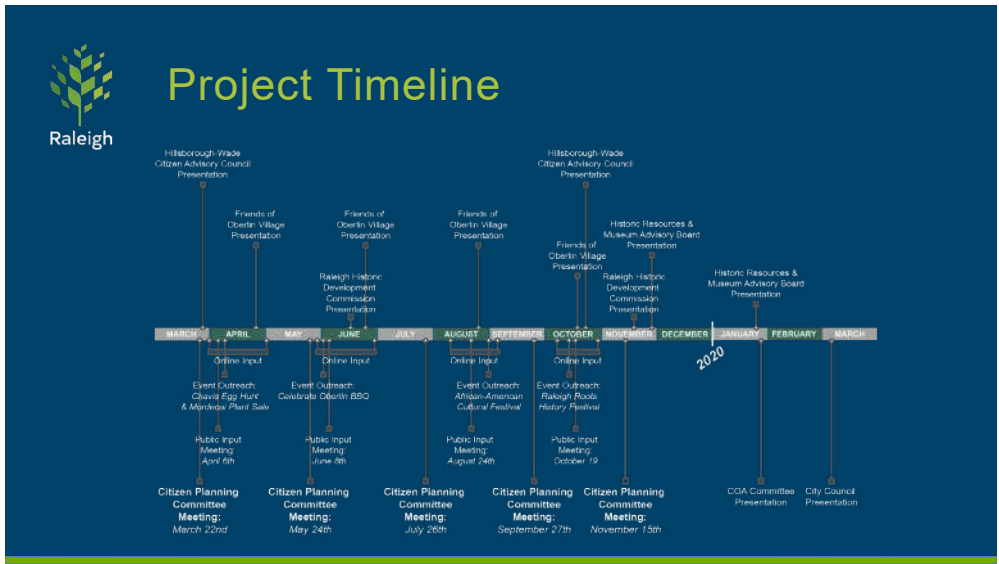 Project Timeline
Raleigh
Hillsborough-Wade
Citizen Advisory Council
Presentation
Hillsborough-Wade
Citizen Advisory Council
Presentation
Friends of
Oberlin Village
Presentation
Friends of
Oberlin Village
Presentation
Friends of
Oberlin Village
Presentation
Historic Resources &
Museum Advisory Board
Presentation
Friends of
Oberlin Village
Presentation
Raleigh Historic
Development
Commission
Presentation
Raleigh Historic
Development
Commission
Presentation
Historic Resources &
Museum Advisory Board
Presentation
MARCH APRIL MAY JUNE JULY AUGUST SEPTEMBER OCTOBER NOVEMBER DECEMBER JANUARY FEBRUARY MARCH
2020
Online Input
Online Input
Online Input
Online Input
Event Outreach:
Chavis Egg Hunt
& Mordecai Plant Sale
Event Outreach:
Celebrate Oberlin BBQ
Event Outreach:
African-American
Cultural Festival
Event Outreach:
Raleigh Roots
History Festival
Public Input
Meeting:
April 6th
Public Input
Meeting:
June 8th
Public Input
Meeting:
August 24th
Public Input
Meeting:
October 19
Citizen Planning
Committee
Meeting:
March 22nd
Citizen Planning
Committee
Meeting:
May 24th
Citizen Planning
Committee
Meeting:
July 26th
Citizen Planning
Committee
Meeting:
September 27th
Citizen Planning
Committee
Meeting:
November 15th
COA Committee
Presentation
City Council
Presentation